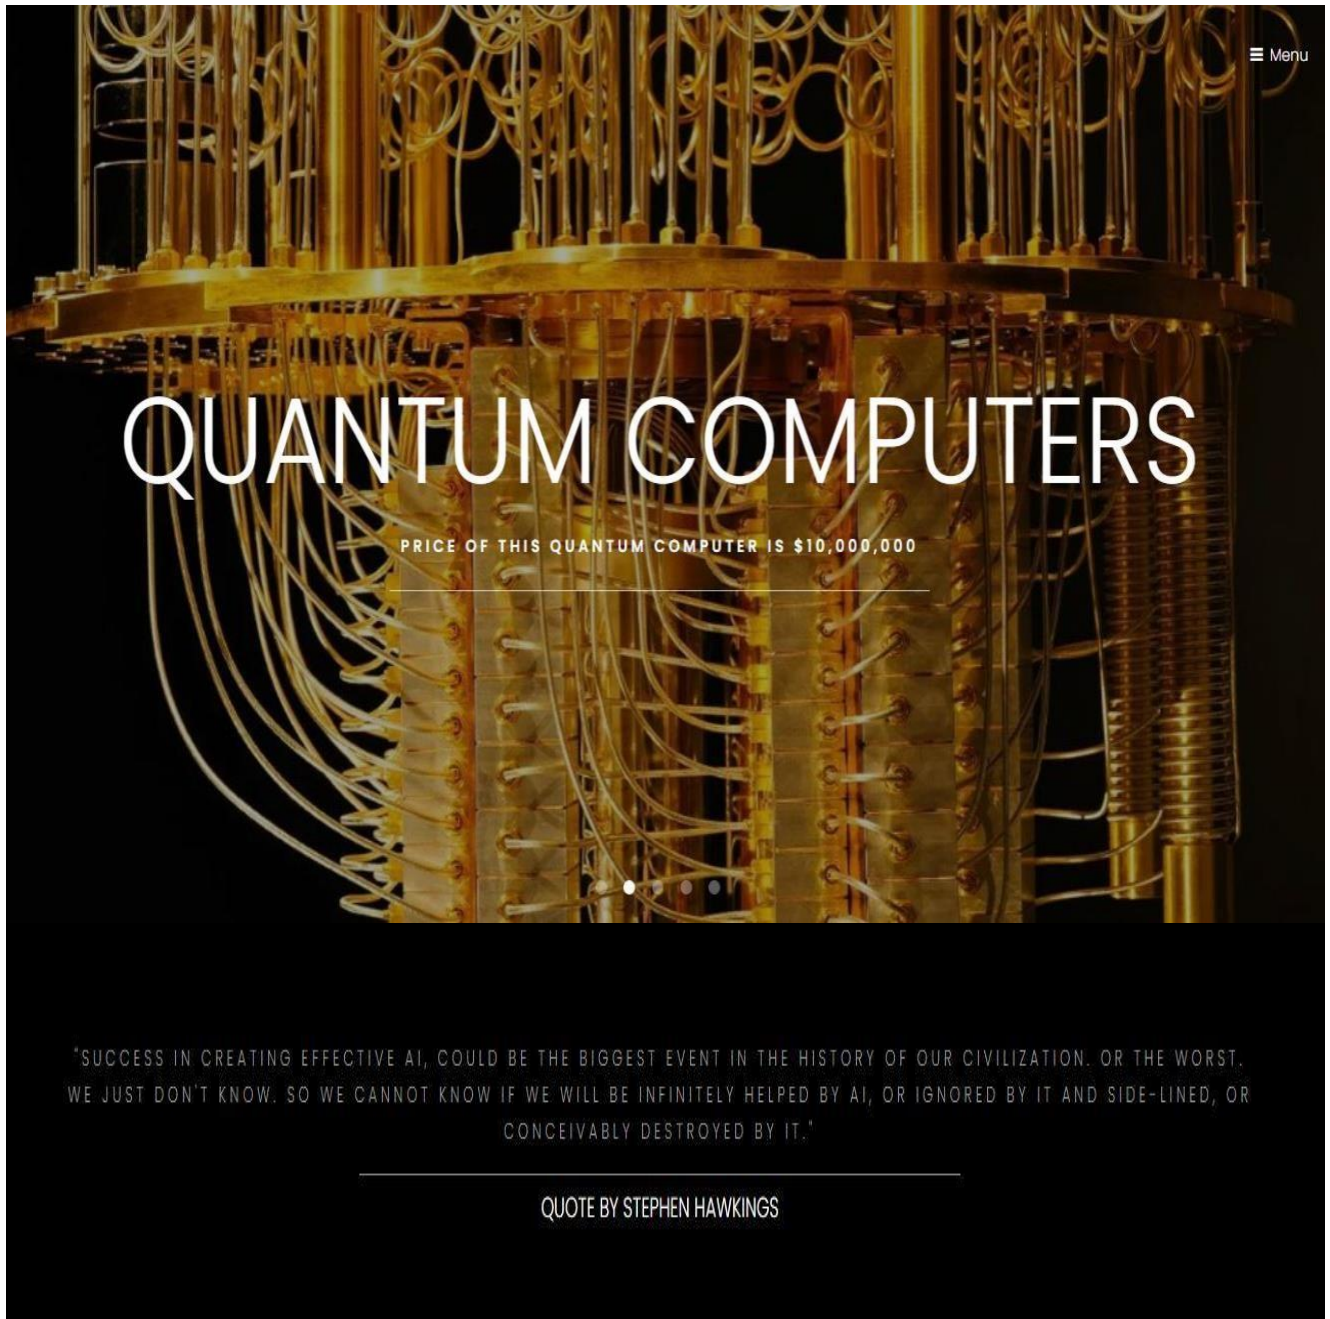 Menu
QUANTUM COMPUTERS
PRICE OF THIS QUANTUM COMPUTER IS $10,000,000
"SUCCESS IN CREATING EFFECTIVE AI, COULD BE THE BIGGEST EVENT IN THE HISTORY OF OUR CIVILIZATION. OR THE WORST.
WE JUST DON'T KNOW. SO WE CANNOT KNOW IF WE WILL BE INFINITELY HELPED BY AI, OR IGNORED BY IT AND SIDE-LINED, OR
CONCEIVABLY DESTROYED BY IT."
QUOTE BY STEPHEN HAWKINGS